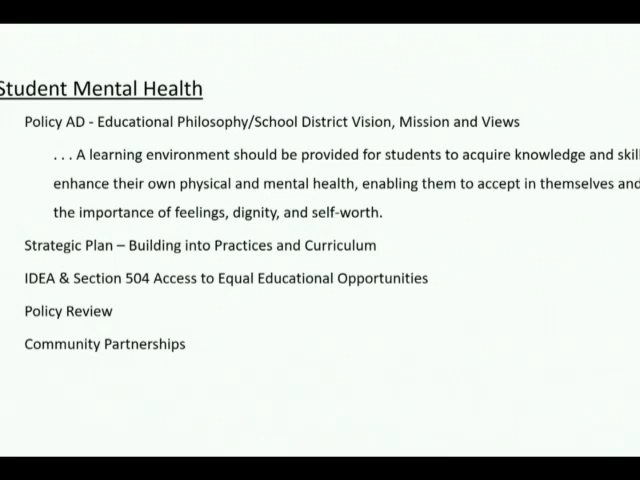 Student Mental Health
Policy AD - Educational Philosophy/School District Vision, Mission and Views
. . . A learning environment should be provided for students to acquire knowledge and
enhance their own physical and mental health, enabling them to accept in themselves and
the importance of feelings, dignity, and self-worth.
Strategic Plan – Building into Practices and Curriculum
IDEA & Section 504 Access to Equal Educational Opportunities
Policy Review
Community Partnerships